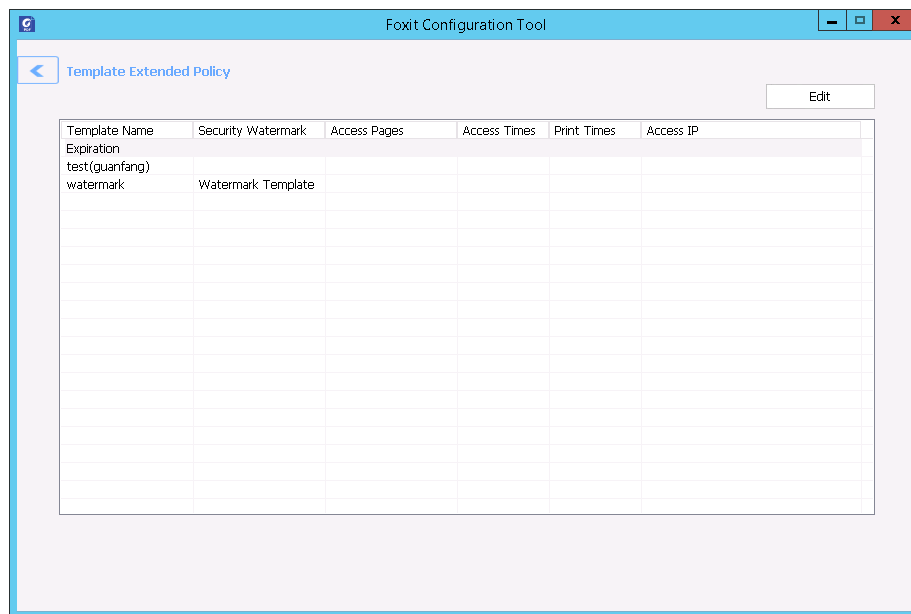 Foxit Configuration Tool
Template Extended Policy
Edit
Template Name Security Watermark Access Pages Access Times Print Times Access IP
Expiration
test(guanfang)
watermark Watermark Template